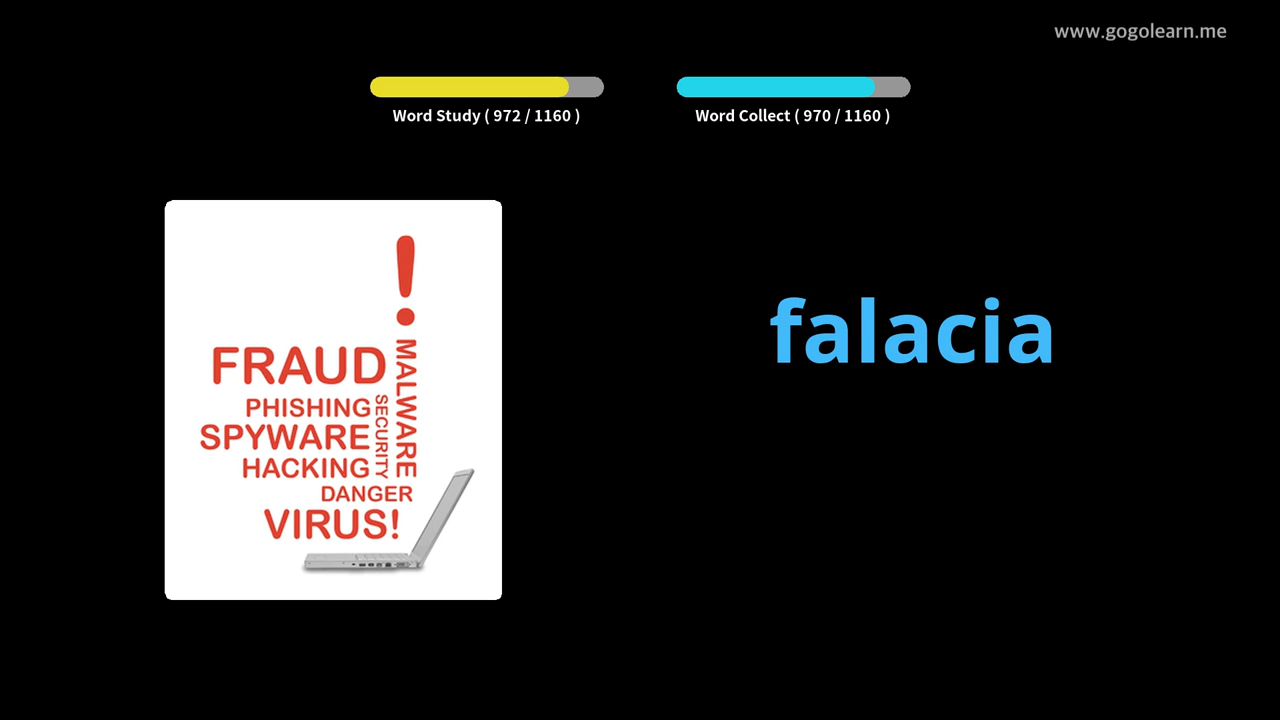 www.gogolearn.me
Word Study ( 972 / 1160 )
Word Collect ( 970 / 1160 )
!
FRAUD
MALWARE
PHISHING
SECURITY
SPYWARE
HACKING
DANGER
VIRUS!
falacia